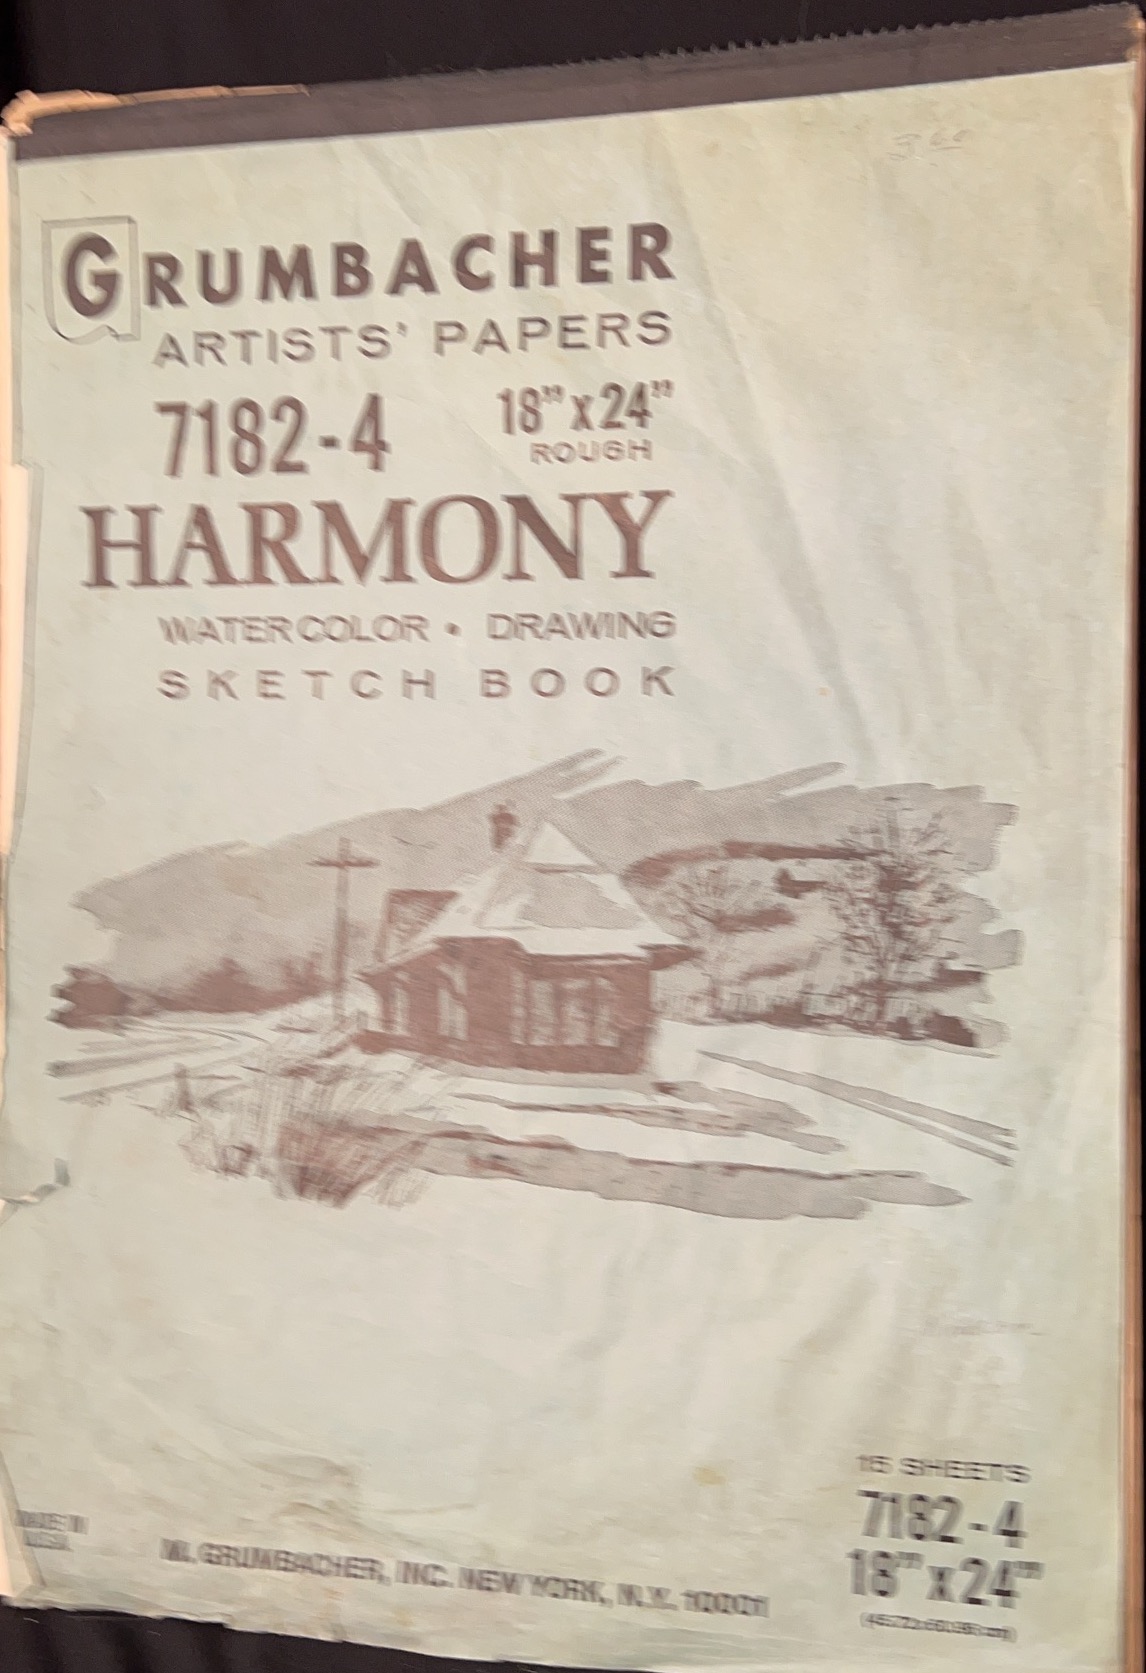 GRUMBACHER
ARTISTS' PAPERS
7182-4 18"x24"
ROUGH
HARMONY
WATERCOLOR • DRAWING
SKETCH BOOK
15 SHEETS
7182-4
18"x24"
MADE IN
U.S.A.
M. GRUMBACHER, INC. NEW YORK, N.Y. 10001